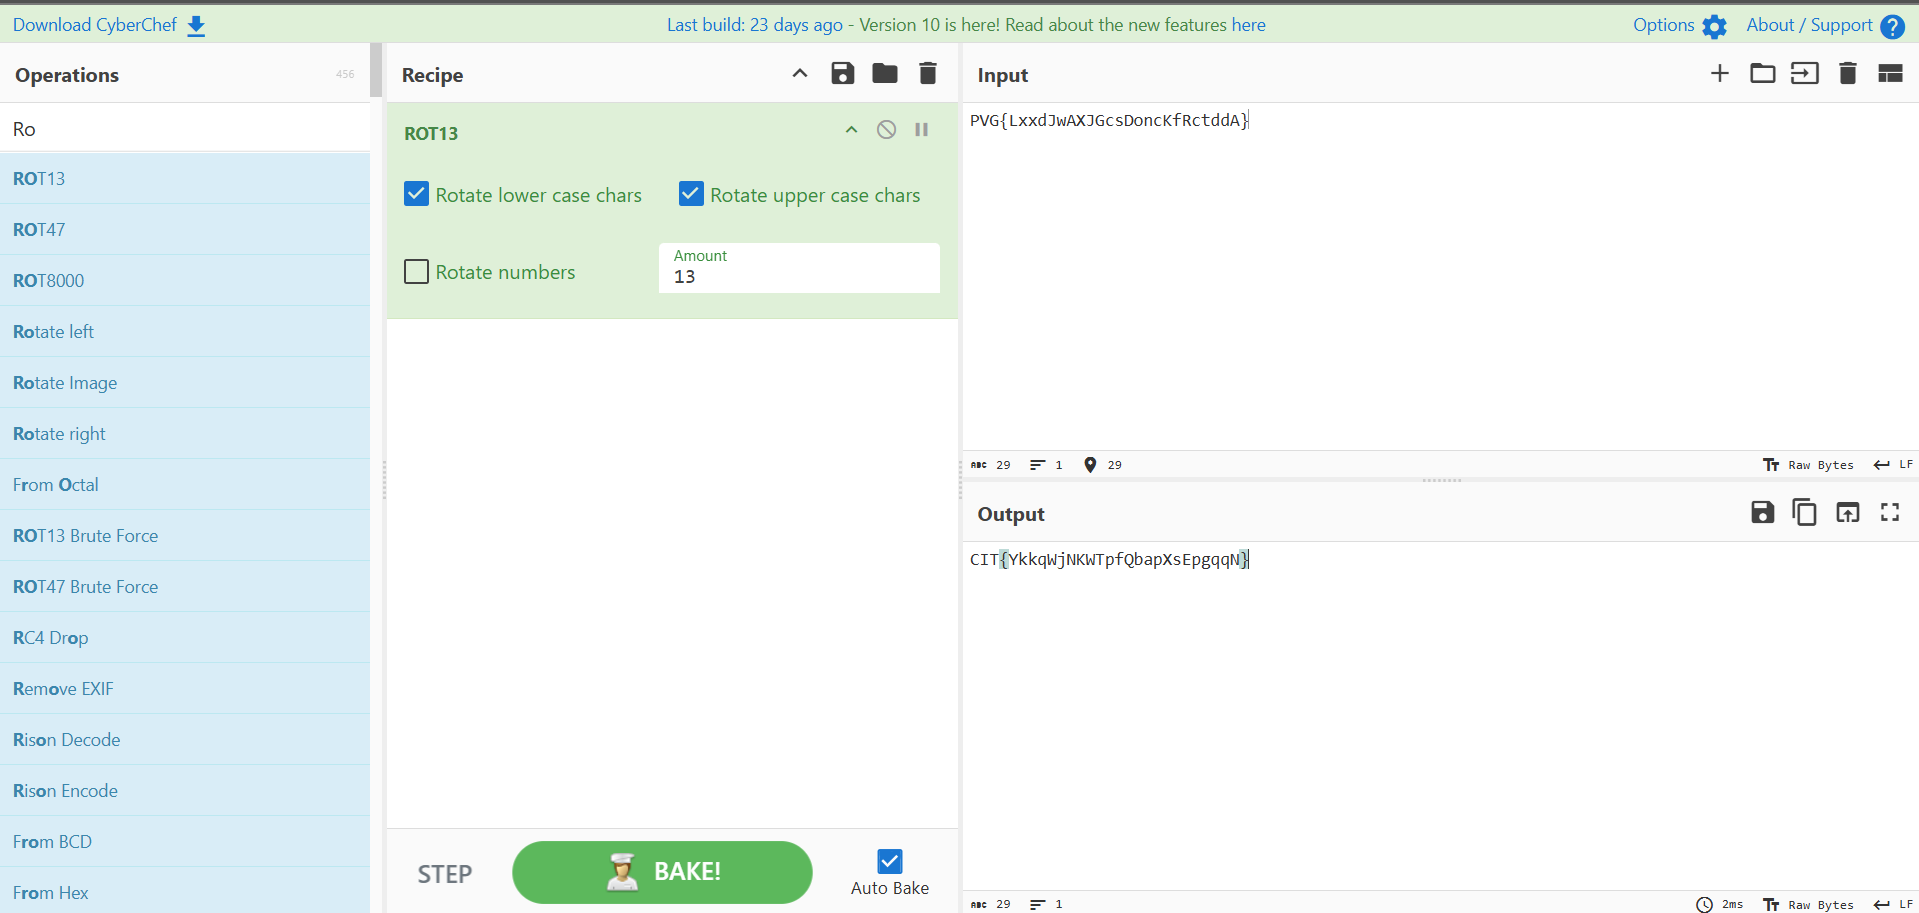 Download CyberChef
Last build: 23 days ago - Version 10 is here! Read about the new features here
Options
About / Support
Operations
456
Ro
ROT13
ROT47
ROT8000
Rotate left
Rotate Image
Rotate right
From Octal
ROT13 Brute Force
ROT47 Brute Force
RC4 Drop
Remove EXIF
Rison Decode
Rison Encode
From BCD
From Hex
Recipe
ROT13
Rotate lower case chars
Rotate upper case chars
Rotate numbers
Amount
13
STEP
BAKE!
Auto Bake
Input
PVG{LxxdJwAXJGcsDoncKfRctddA}
ABC 29
1
29
Raw Bytes
LF
Output
CIT{YkkqWjNKWTpfQbapXsEpgqqN}
ABC 29
1
2ms
Raw Bytes
LF